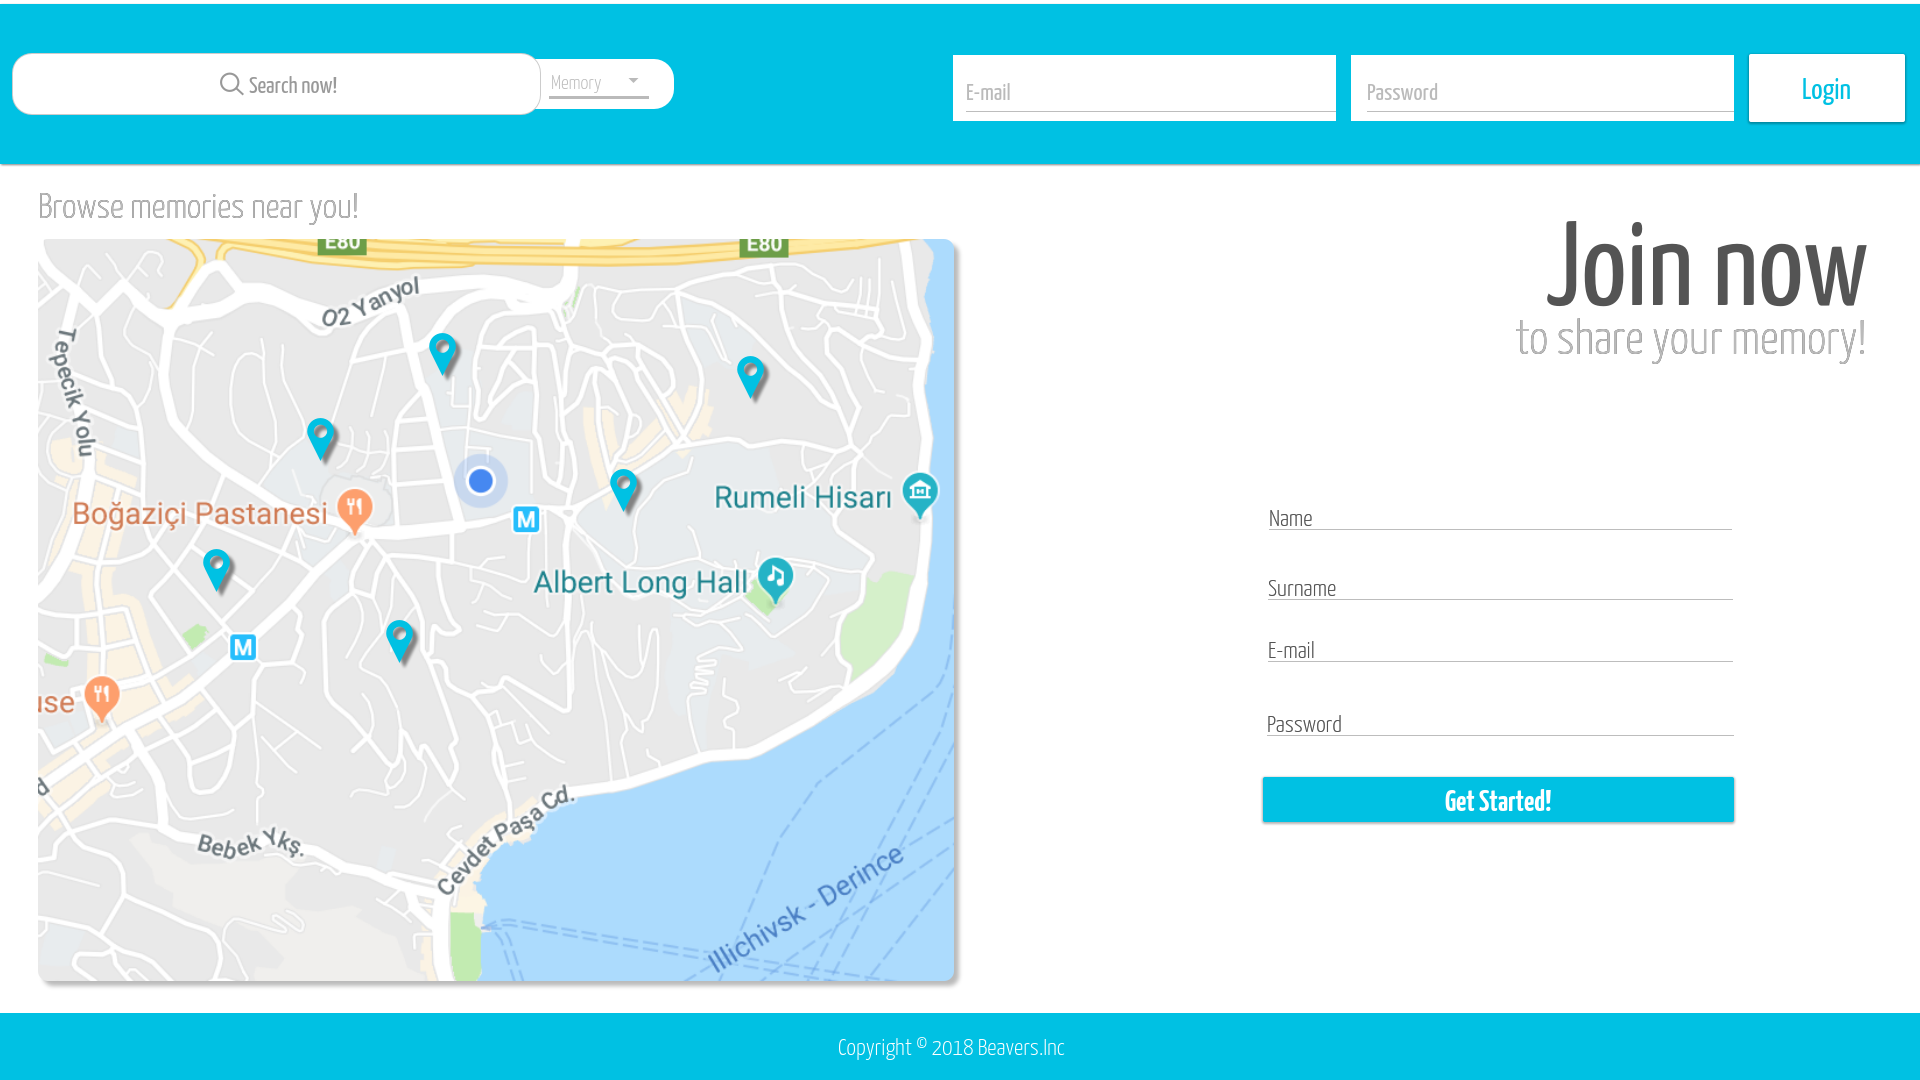 Search now!
Memory
E-mail
Password
Login
Browse memories near you!
Join now
to share your memory!
E80
E80
O2 Yanyol
Tepecik Yolu
Boğaziçi Pastanesi
M
Rumeli Hisarı
Albert Long Hall
M
use
d
Bebek Ykş.
Cevdet Paşa Cd.
Illichivsk - Derince
Name
Surname
E-mail
Password
Get Started!
Copyright © 2018 Beavers.Inc